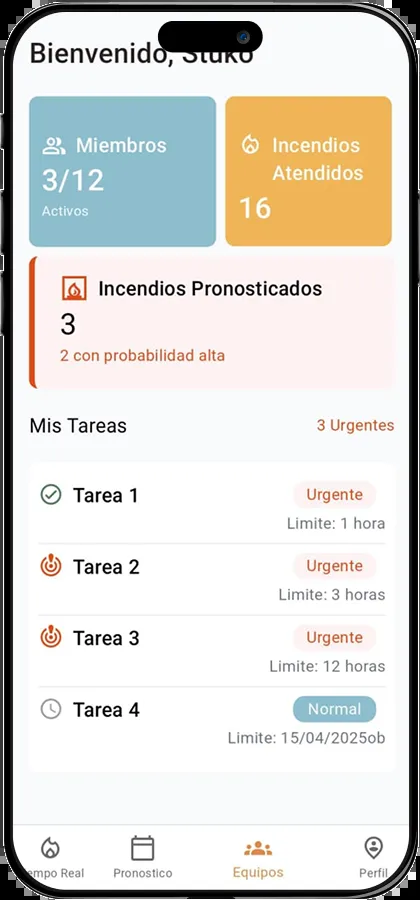 Bienvenido, Stuko
Miembros
3/12
Activos
Incendios
Atendidos
16
Incendios Pronosticados
3
2 con probabilidad alta
Mis Tareas
3 Urgentes
Tarea 1
Urgente
Limite: 1 hora
Tarea 2
Urgente
Limite: 3 horas
Tarea 3
Urgente
Limite: 12 horas
Tarea 4
Normal
Limite: 15/04/2025ob
empo Real
Pronostico
Equipos
Perfil